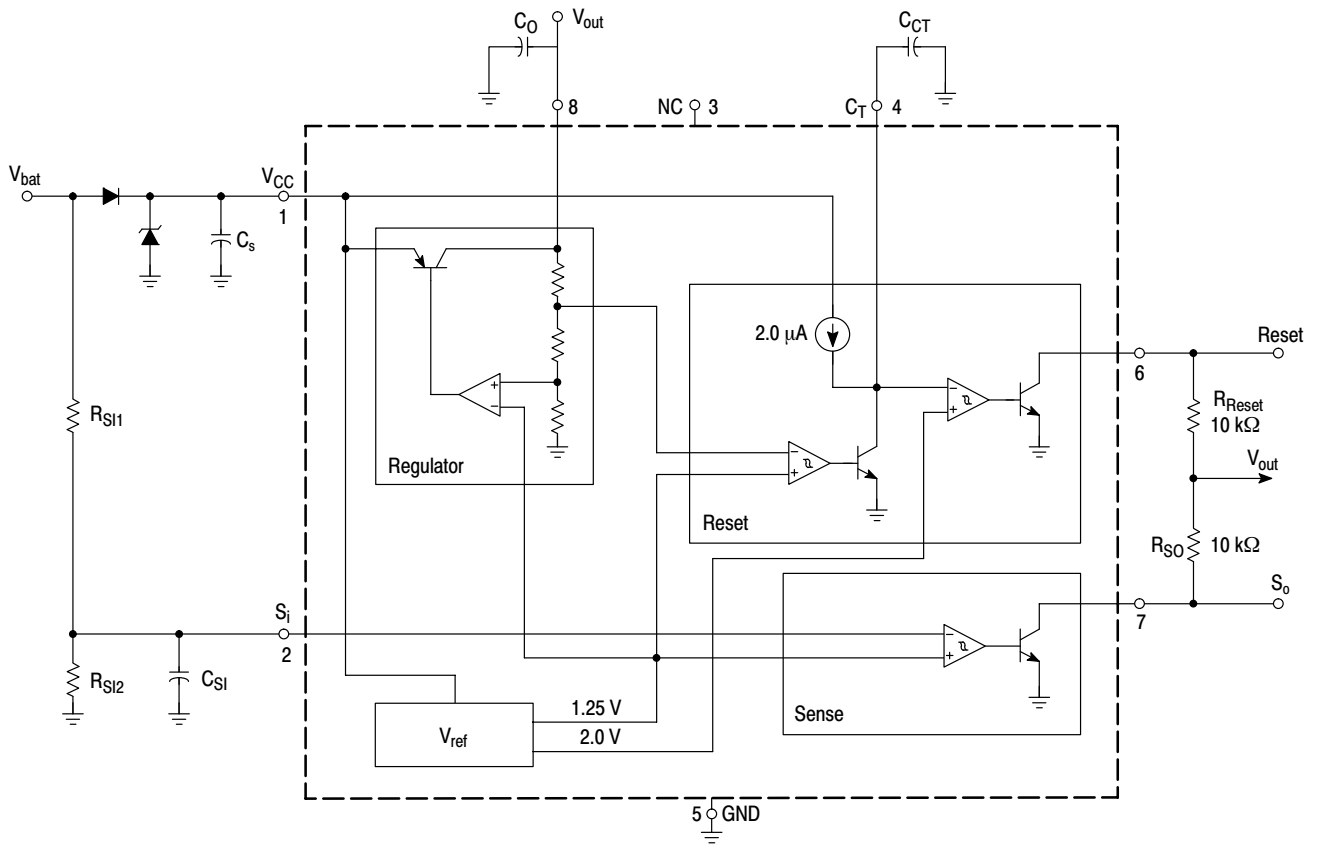 C_O
V_out
C_CT
8
NC 3
C_T 4
V_bat
V_CC
1
C_s
2.0 μA
Reset
6
R_SI1
R_Reset
10 kΩ
+
−
−
+
−
+
Regulator
V_out
Reset
R_SO 10 kΩ
S_i
2
−
+
7
S_o
R_SI2
C_SI
Sense
1.25 V
V_ref
2.0 V
5 GND